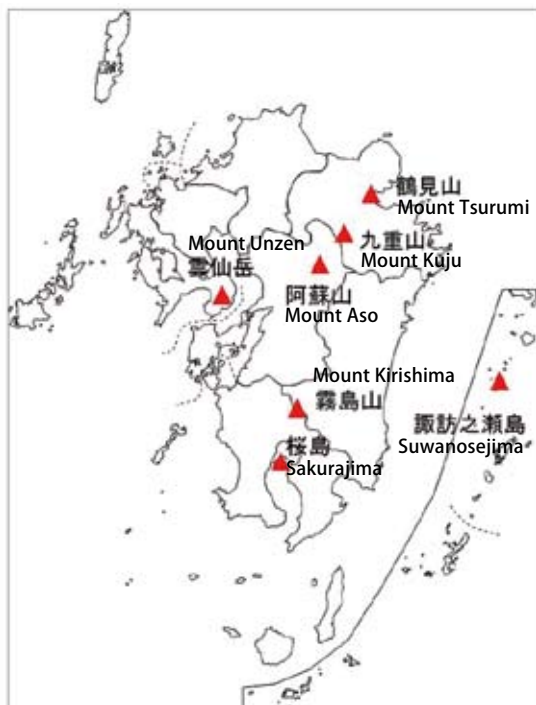 鶴見山
Mount Tsurumi
九重山
Mount Kuju
Mount Unzen
雲仙岳
阿蘇山
Mount Aso
Mount Kirishima
霧島山
諏訪之瀬島
Suwanosejima
桜島
Sakurajima